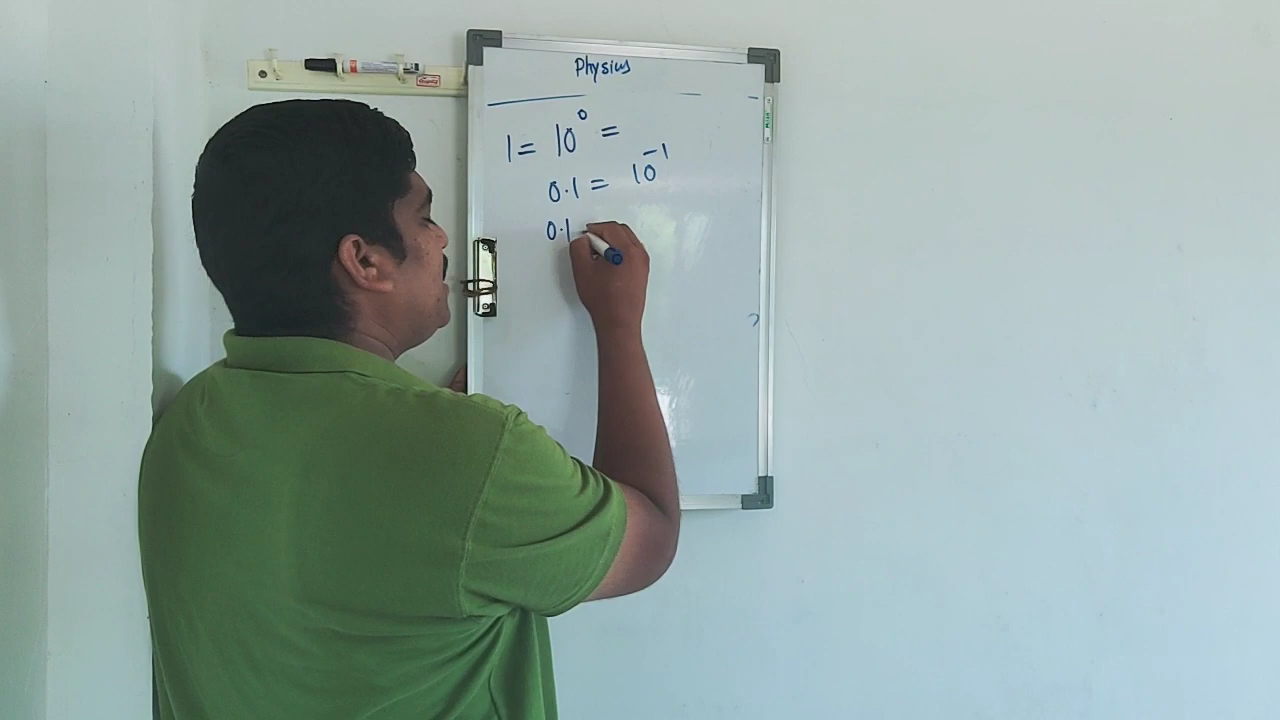 Physics
1 = 10⁰ =
0.1 = 10⁻¹
0.1